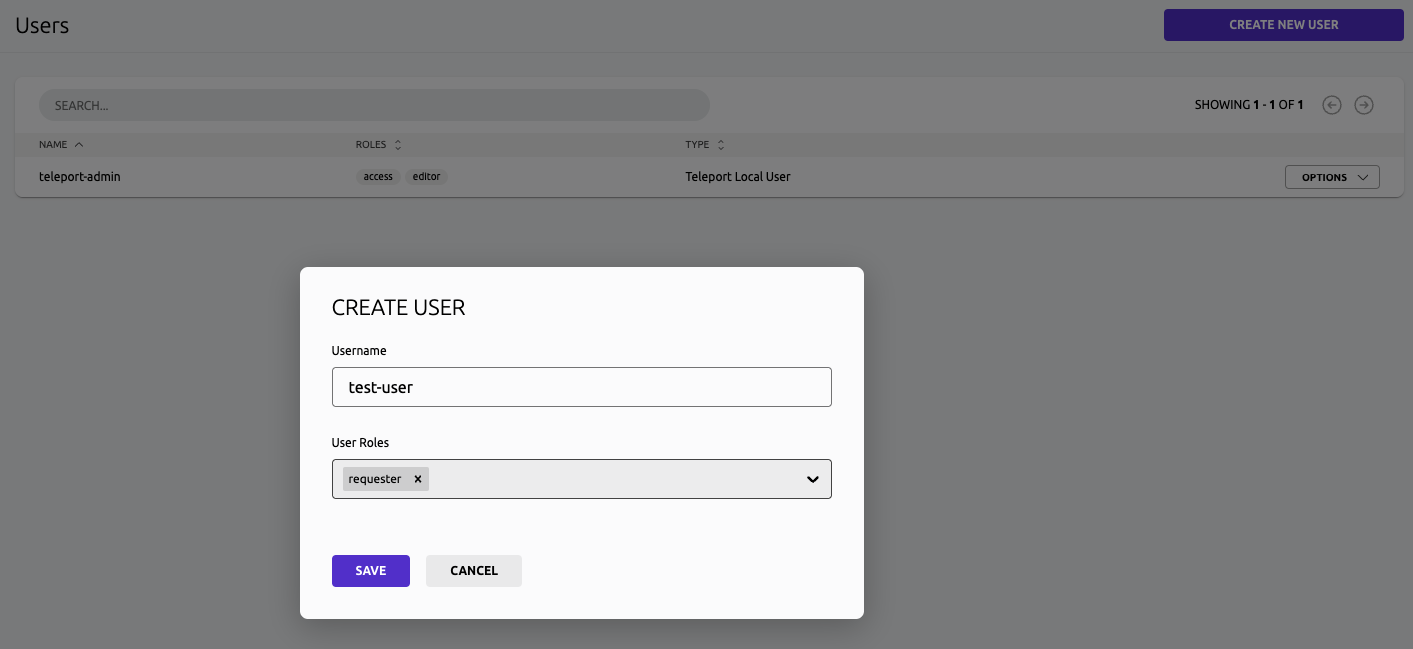 Users
CREATE NEW USER
SEARCH...
SHOWING 1 - 1 OF 1
NAME ROLES TYPE
teleport-admin access editor Teleport Local User OPTIONS
CREATE USER
Username
test-user
User Roles
requester
SAVE CANCEL